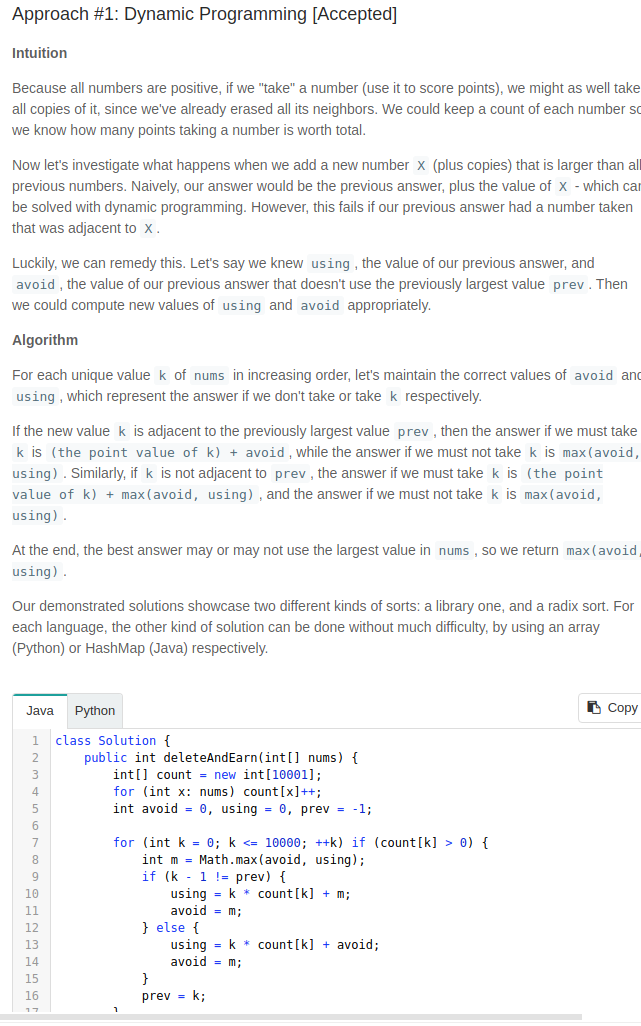 Approach #1: Dynamic Programming [Accepted]
Intuition
Because all numbers are positive, if we "take" a number (use it to score points), we might as well take
all copies of it, since we've already erased all its neighbors. We could keep a count of each number so
we know how many points taking a number is worth total.
Now let's investigate what happens when we add a new number X (plus copies) that is larger than all
previous numbers. Naively, our answer would be the previous answer, plus the value of X - which can
be solved with dynamic programming. However, this fails if our previous answer had a number taken
that was adjacent to X.
Luckily, we can remedy this. Let's say we knew using, the value of our previous answer, and
avoid, the value of our previous answer that doesn't use the previously largest value prev. Then
we could compute new values of using and avoid appropriately.
Algorithm
For each unique value k of nums in increasing order, let's maintain the correct values of avoid and
using, which represent the answer if we don't take or take k respectively.
If the new value k is adjacent to the previously largest value prev, then the answer if we must take
k is (the point value of k) + avoid, while the answer if we must not take k is max(avoid,
using). Similarly, if k is not adjacent to prev, the answer if we must take k is (the point
value of k) + max(avoid, using), and the answer if we must not take k is max(avoid,
using).
At the end, the best answer may or may not use the largest value in nums, so we return max(avoid,
using).
Our demonstrated solutions showcase two different kinds of sorts: a library one, and a radix sort. For
each language, the other kind of solution can be done without much difficulty, by using an array
(Python) or HashMap (Java) respectively.
Java Python Copy
1 class Solution {
2 public int deleteAndEarn(int[] nums) {
3 int[] count = new int[10001];
4 for (int x: nums) count[x]++;
5 int avoid = 0, using = 0, prev = -1;
6
7 for (int k = 0; k <= 10000; ++k) if (count[k] > 0) {
8 int m = Math.max(avoid, using);
9 if (k - 1 != prev) {
10 using = k * count[k] + m;
11 avoid = m;
12 } else {
13 using = k * count[k] + avoid;
14 avoid = m;
15 }
16 prev = k;
17 }